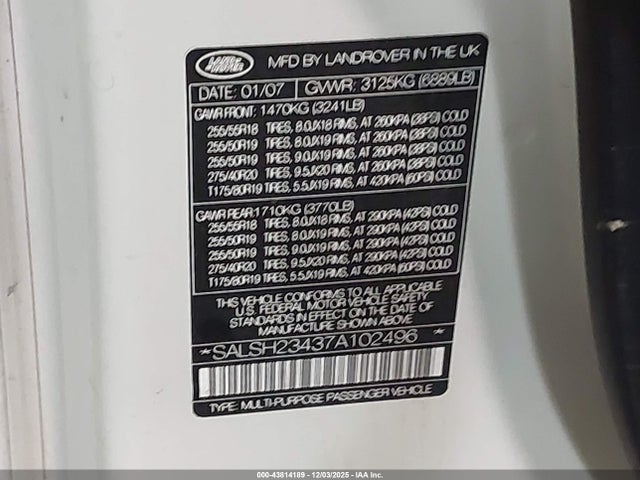 LAND ROVER
MFD BY LANDROVER IN THE UK
DATE: 01/07 GVWR: 3125KG (6889LB)
GAWR FRONT: 1470KG (3241LB)
255/55R18 TIRES, 8.0JX18 RIMS, AT 260KPA (38PSI) COLD
255/50R19 TIRES, 8.0JX19 RIMS, AT 260KPA (38PSI) COLD
255/50R19 TIRES, 9.0JX19 RIMS, AT 260KPA (38PSI) COLD
275/40R20 TIRES, 9.5JX20 RIMS, AT 260KPA (38PSI) COLD
T175/80R19 TIRES, 5.5JX19 RIMS, AT 420KPA (60PSI) COLD
GAWR REAR: 1710KG (3770LB)
255/55R18 TIRES, 8.0JX18 RIMS, AT 290KPA (42PSI) COLD
255/50R19 TIRES, 8.0JX19 RIMS, AT 290KPA (42PSI) COLD
255/50R19 TIRES, 9.0JX19 RIMS, AT 290KPA (42PSI) COLD
275/40R20 TIRES, 9.5JX20 RIMS, AT 290KPA (42PSI) COLD
T175/80R19 TIRES, 5.5JX19 RIMS, AT 420KPA (60PSI) COLD
THIS VEHICLE CONFORMS TO ALL APPLICABLE
U.S. FEDERAL MOTOR VEHICLE SAFETY
STANDARDS IN EFFECT ON THE DATE OF
MANUFACTURE SHOWN ABOVE
*SALSH23437A102496*
TYPE: MULTI-PURPOSE PASSENGER VEHICLE
000-43814189 - 12/03/2025 - IAA Inc.